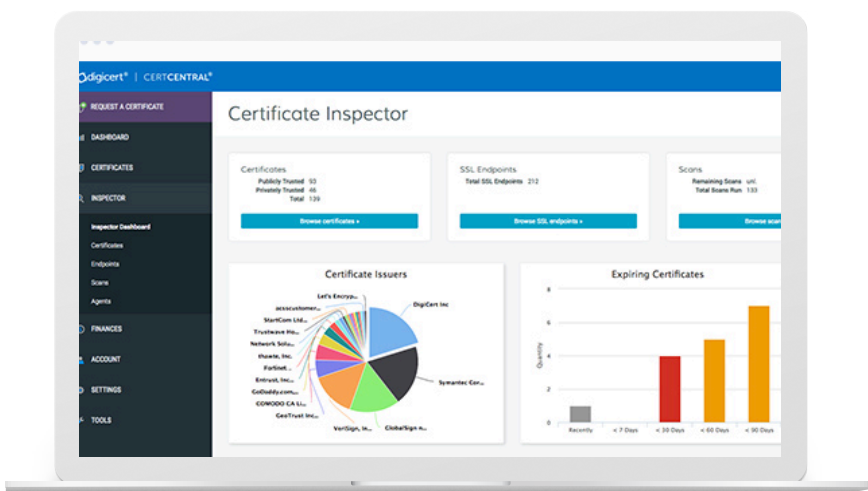 digicert® | CERTCENTRAL®
REQUEST A CERTIFICATE
DASHBOARD
CERTIFICATES
INSPECTOR
Inspector Dashboard
Certificates
Endpoints
Scans
Agents
FINANCES
ACCOUNT
SETTINGS
TOOLS
Certificate Inspector
Certificates
Publicly Trusted 93
Privately Trusted 46
Total 139
Browse certificates »
SSL Endpoints
Total SSL Endpoints 212
Browse SSL endpoints »
Scans
Remaining Scans unl.
Total Scans Run 133
Browse scan
Certificate Issuers
Let's Encryp...
acsscustomer...
StartCom Ltd...
Trustwave Ho...
Network Solu...
thawte, Inc.
Fortinet...
Entrust, Inc...
GoDaddy.com,...
COMODO CA Li...
GeoTrust Inc...
VeriSign, In...
GlobalSign n...
Symantec Cor...
DigiCert Inc
Expiring Certificates
Quantity
8
6
4
2
0
Recently < 7 Days < 30 Days < 60 Days < 90 Days